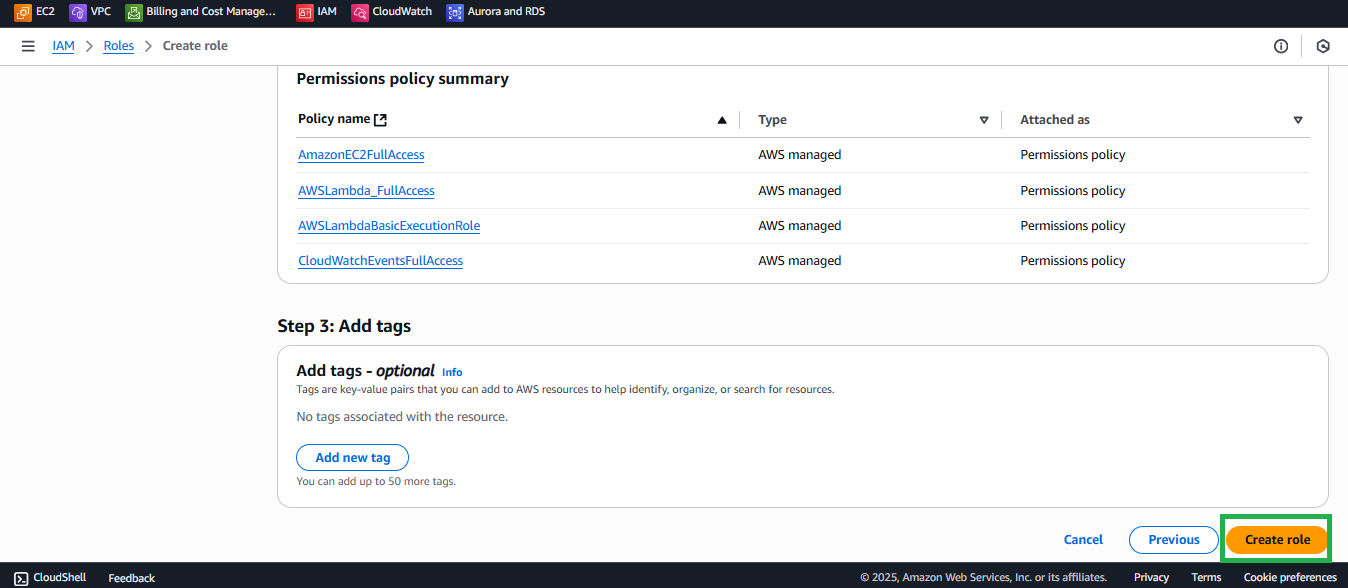 EC2 VPC Billing and Cost Manage... IAM CloudWatch Aurora and RDS
IAM > Roles > Create role
Permissions policy summary
Policy name Type Attached as
AmazonEC2FullAccess AWS managed Permissions policy
AWSLambda_FullAccess AWS managed Permissions policy
AWSLambdaBasicExecutionRole AWS managed Permissions policy
CloudWatchEventsFullAccess AWS managed Permissions policy
Step 3: Add tags
Add tags - optional Info
Tags are key-value pairs that you can add to AWS resources to help identify, organize, or search for resources.
No tags associated with the resource.
Add new tag
You can add up to 50 more tags.
Cancel Previous Create role
CloudShell Feedback © 2025, Amazon Web Services, Inc. or its affiliates. Privacy Terms Cookie preferences